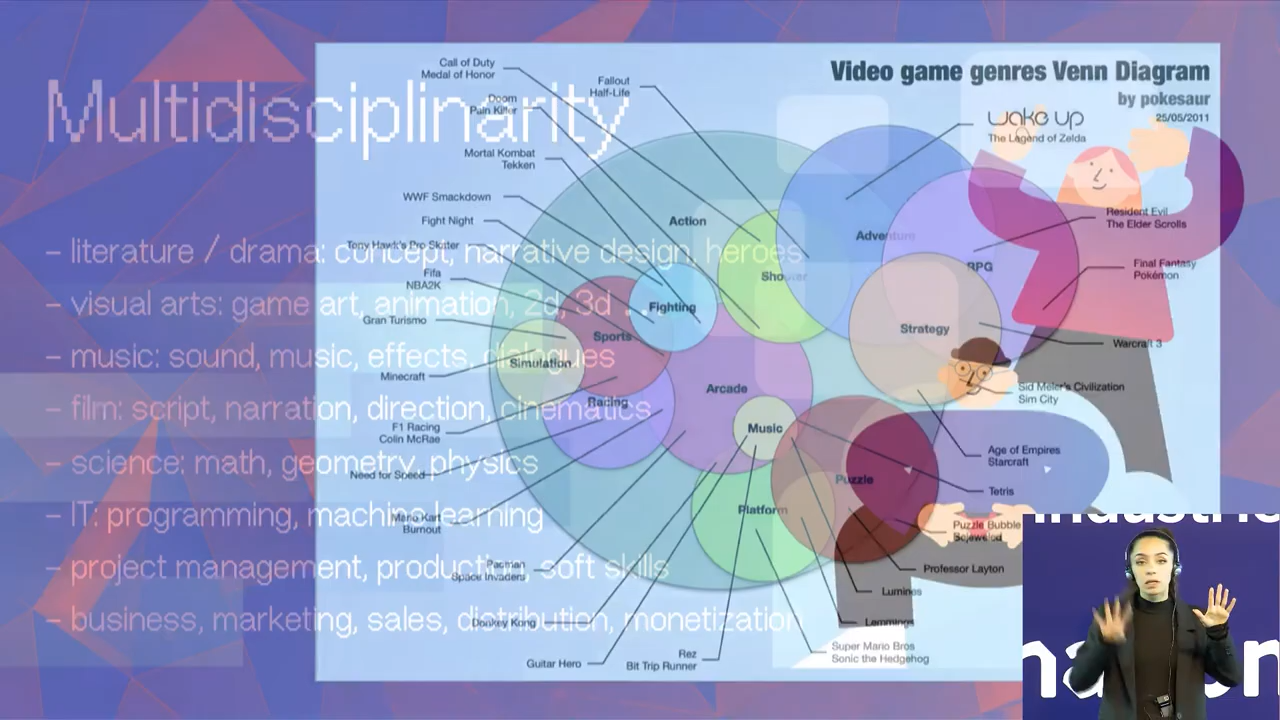 Multidisciplinarity
– literature / drama: concept, narrative design, heroes
– visual arts: game art, animation, 2d, 3d ...
– music: sound, music, effects, dialogues
– film: script, narration, direction, cinematics
– science: math, geometry, physics
– IT: programming, machine learning
– project management, production, soft skills
– business, marketing, sales, distribution, monetization
Video game genres Venn Diagram
by pokesaur
25/05/2011
wake up
The Legend of Zelda
Call of Duty
Medal of Honor
Fallout
Half-Life
Doom
Pain Killer
Mortal Kombat
Tekken
WWF Smackdown
Fight Night
Tony Hawk's Pro Skater
Fifa
NBA2K
Gran Turismo
Minecraft
F1 Racing
Colin McRae
Need for Speed
Mario Kart
Burnout
Pacman
Space Invaders
Donkey Kong
Guitar Hero
Rez
Bit Trip Runner
Action
Adventure
Shooter
RPG
Fighting
Sports
Strategy
Simulation
Arcade
Racing
Music
Puzzle
Platform
Resident Evil
The Elder Scrolls
Final Fantasy
Pokémon
Warcraft 3
Sid Meier's Civilization
Sim City
Age of Empires
Starcraft
Tetris
Puzzle Bubble
Bejeweled
Professor Layton
Lumines
Lemmings
Super Mario Bros
Sonic the Hedgehog